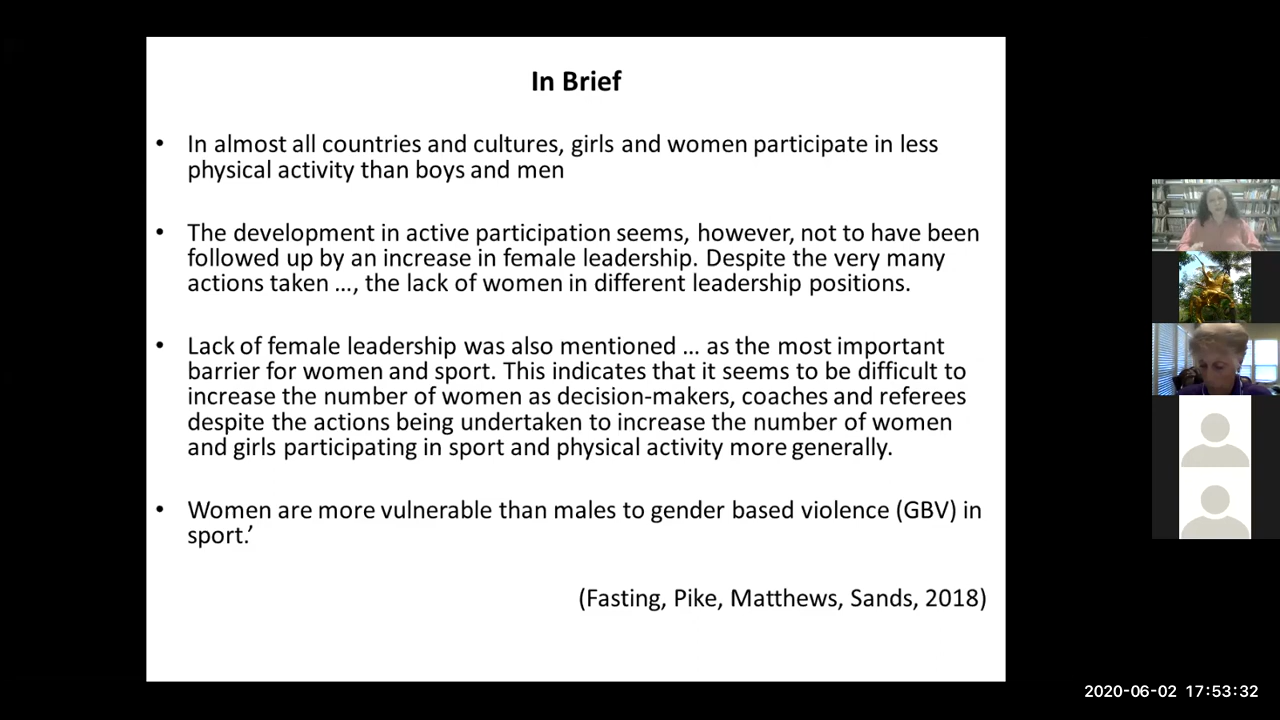 In Brief
• In almost all countries and cultures, girls and women participate in less
physical activity than boys and men
• The development in active participation seems, however, not to have been
followed up by an increase in female leadership. Despite the very many
actions taken …, the lack of women in different leadership positions.
• Lack of female leadership was also mentioned … as the most important
barrier for women and sport. This indicates that it seems to be difficult to
increase the number of women as decision-makers, coaches and referees
despite the actions being undertaken to increase the number of women
and girls participating in sport and physical activity more generally.
• Women are more vulnerable than males to gender based violence (GBV) in
sport.’
(Fasting, Pike, Matthews, Sands, 2018)
2020-06-02 17:53:32